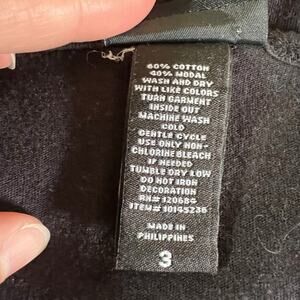 60% COTTON
40% MODAL
WASH AND DRY
WITH LIKE COLORS
TURN GARMENT
INSIDE OUT
MACHINE WASH
COLD
GENTLE CYCLE
USE ONLY NON-
CHLORINE BLEACH
IF NEEDED
TUMBLE DRY LOW
DO NOT IRON
DECORATION
RN# 120684
ITEM# 10145236
MADE IN
PHILIPPINES
3